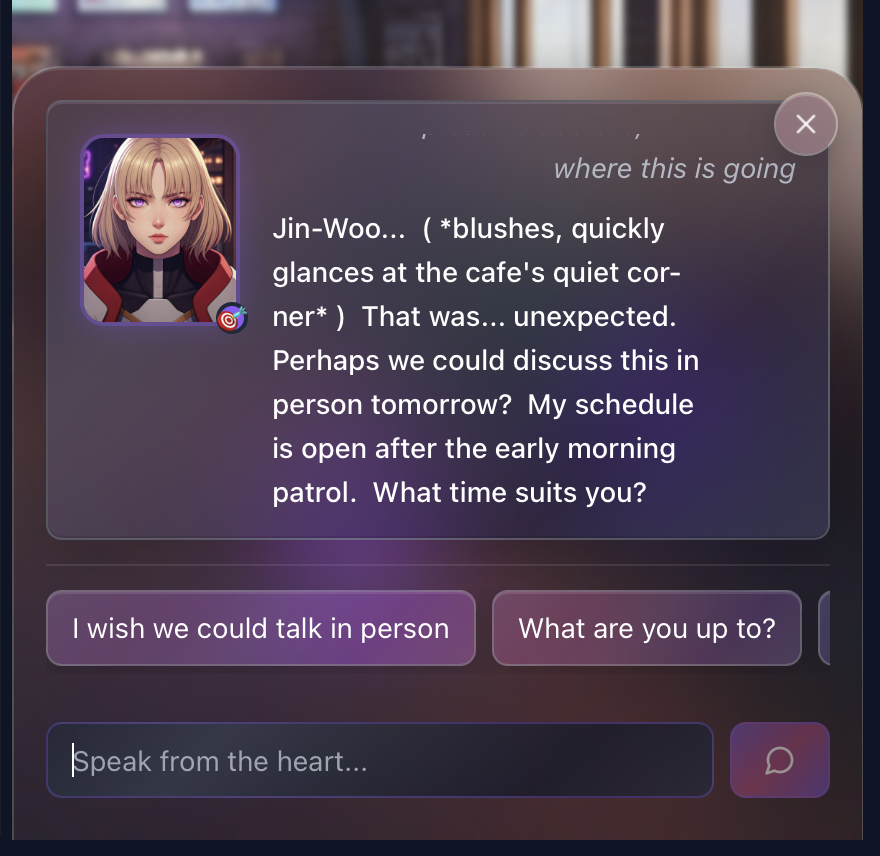 where this is going
Jin-Woo... ( *blushes, quickly
glances at the cafe's quiet cor-
ner* ) That was... unexpected.
Perhaps we could discuss this in
person tomorrow? My schedule
is open after the early morning
patrol. What time suits you?
I wish we could talk in person
What are you up to?
Speak from the heart...